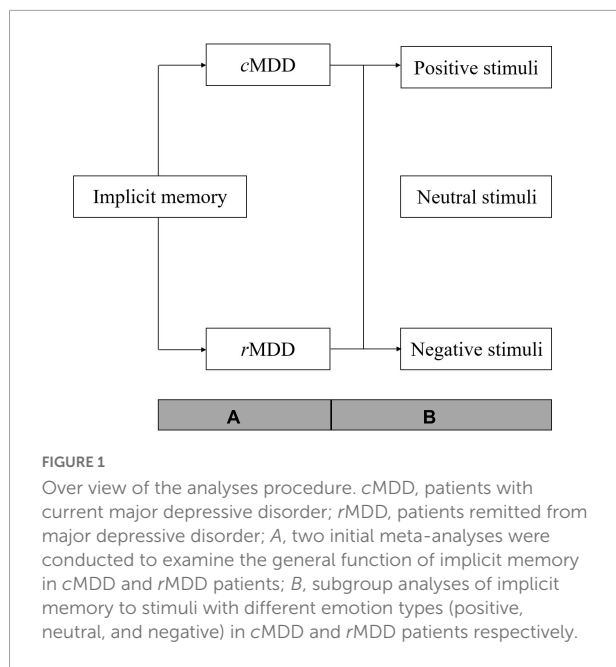 cMDD
Positive stimuli
Implicit memory
Neutral stimuli
rMDD
Negative stimuli
A
B
FIGURE 1
Over view of the analyses procedure. cMDD, patients with
current major depressive disorder; rMDD, patients remitted from
major depressive disorder; A, two initial meta-analyses were
conducted to examine the general function of implicit memory
in cMDD and rMDD patients; B, subgroup analyses of implicit
memory to stimuli with different emotion types (positive,
neutral, and negative) in cMDD and rMDD patients respectively.